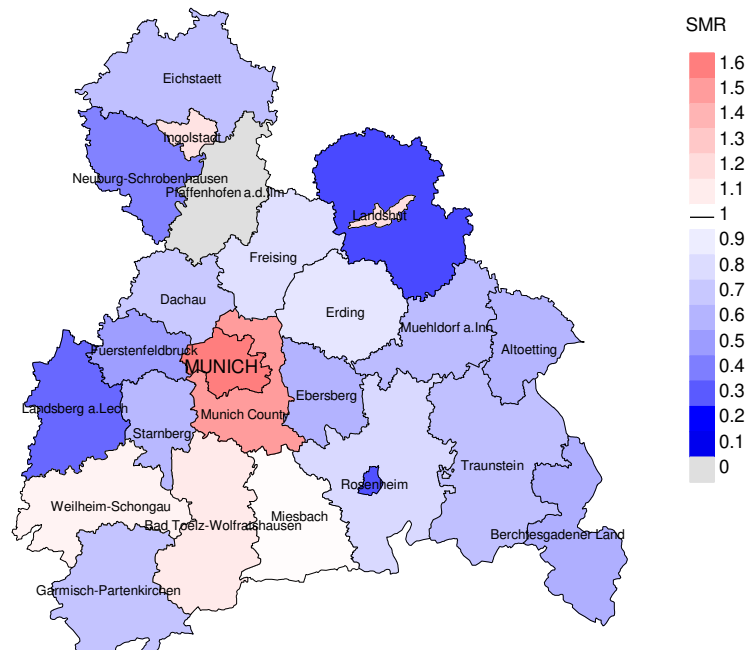 SMR
1.6
1.5
1.4
1.3
1.2
1.1
1
0.9
0.8
0.7
0.6
0.5
0.4
0.3
0.2
0.1
0
Eichstaett
Ingolstadt
Neuburg-Schrobenhausen
Pfaffenhofen a.d.Ilm
Landshut
Freising
Dachau
Erding
Muehldorf a.Inn
Altoetting
Fuerstenfeldbruck
MUNICH
Ebersberg
Landsberg a.Lech
Munich County
Starnberg
Traunstein
Rosenheim
Weilheim-Schongau
Miesbach
Bad Toelz-Wolfratshausen
Berchtesgadener Land
Garmisch-Partenkirchen